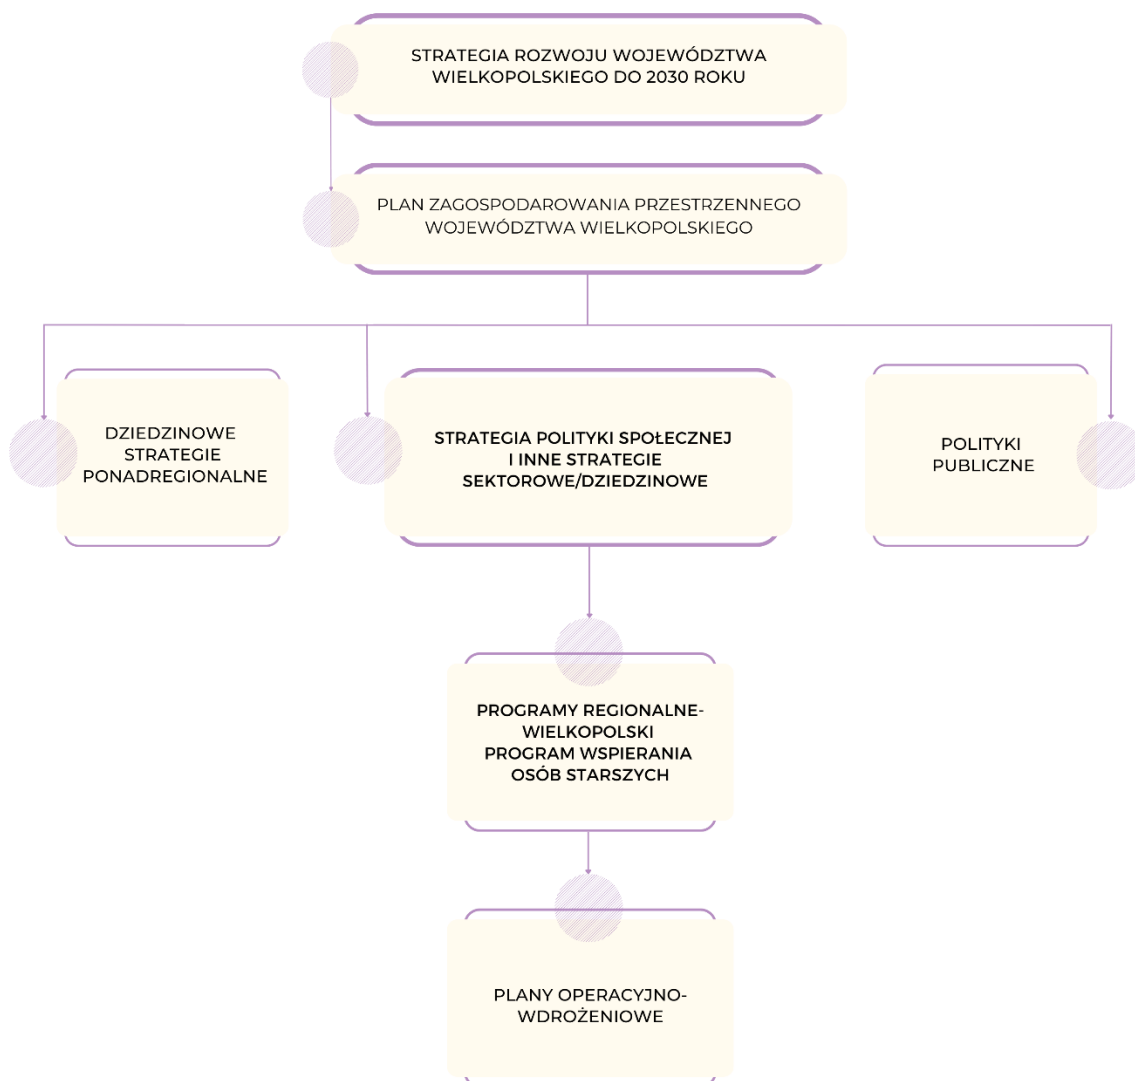 STRATEGIA ROZWOJU WOJEWÓDZTWA
WIELKOPOLSKIEGO DO 2030 ROKU
PLAN ZAGOSPODAROWANIA PRZESTRZENNEGO
WOJEWÓDZTWA WIELKOPOLSKIEGO
DZIEDZINOWE
STRATEGIE
PONADREGIONALNE
STRATEGIA POLITYKI SPOŁECZNEJ
I INNE STRATEGIE
SEKTOROWE/DZIEDZINOWE
POLITYKI
PUBLICZNE
PROGRAMY REGIONALNE-
WIELKOPOLSKI
PROGRAM WSPIERANIA
OSÓB STARSZYCH
PLANY OPERACYJNO-
WDROŻENIOWE